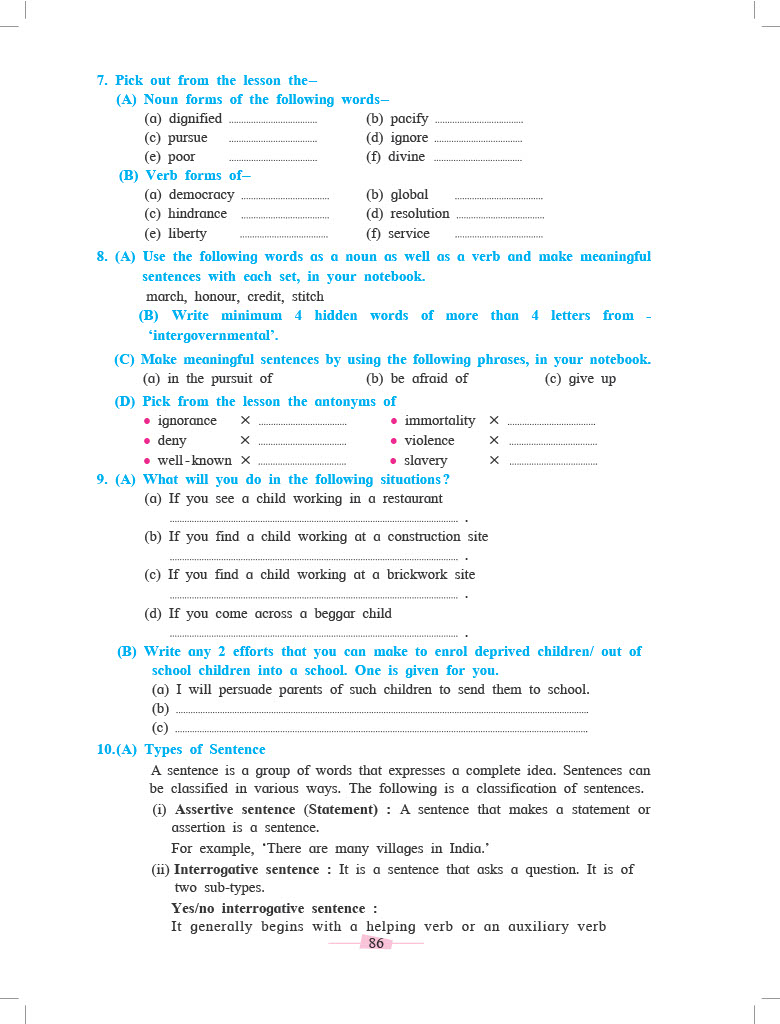 7. Pick out from the lesson the–
(A) Noun forms of the following words–
(a) dignified .................................. (b) pacify ..................................
(c) pursue .................................. (d) ignore ..................................
(e) poor .................................. (f) divine ..................................
(B) Verb forms of–
(a) democracy .................................. (b) global ..................................
(c) hindrance .................................. (d) resolution ..................................
(e) liberty .................................. (f) service ..................................
8. (A) Use the following words as a noun as well as a verb and make meaningful
sentences with each set, in your notebook.
march, honour, credit, stitch
(B) Write minimum 4 hidden words of more than 4 letters from -
‘intergovernmental’.
(C) Make meaningful sentences by using the following phrases, in your notebook.
(a) in the pursuit of (b) be afraid of (c) give up
(D) Pick from the lesson the antonyms of
• ignorance × .................................. • immortality × ..................................
• deny × .................................. • violence × ..................................
• well-known × .................................. • slavery × ..................................
9. (A) What will you do in the following situations?
(a) If you see a child working in a restaurant
.................................................................................................................. .
(b) If you find a child working at a construction site
.................................................................................................................. .
(c) If you find a child working at a brickwork site
.................................................................................................................. .
(d) If you come across a beggar child
.................................................................................................................. .
(B) Write any 2 efforts that you can make to enrol deprived children/ out of
school children into a school. One is given for you.
(a) I will persuade parents of such children to send them to school.
(b) ..................................................................................................................
(c) ..................................................................................................................
10.(A) Types of Sentence
A sentence is a group of words that expresses a complete idea. Sentences can
be classified in various ways. The following is a classification of sentences.
(i) Assertive sentence (Statement) : A sentence that makes a statement or
assertion is a sentence.
For example, ‘There are many villages in India.’
(ii) Interrogative sentence : It is a sentence that asks a question. It is of
two sub-types.
Yes/no interrogative sentence :
It generally begins with a helping verb or an auxiliary verb
86